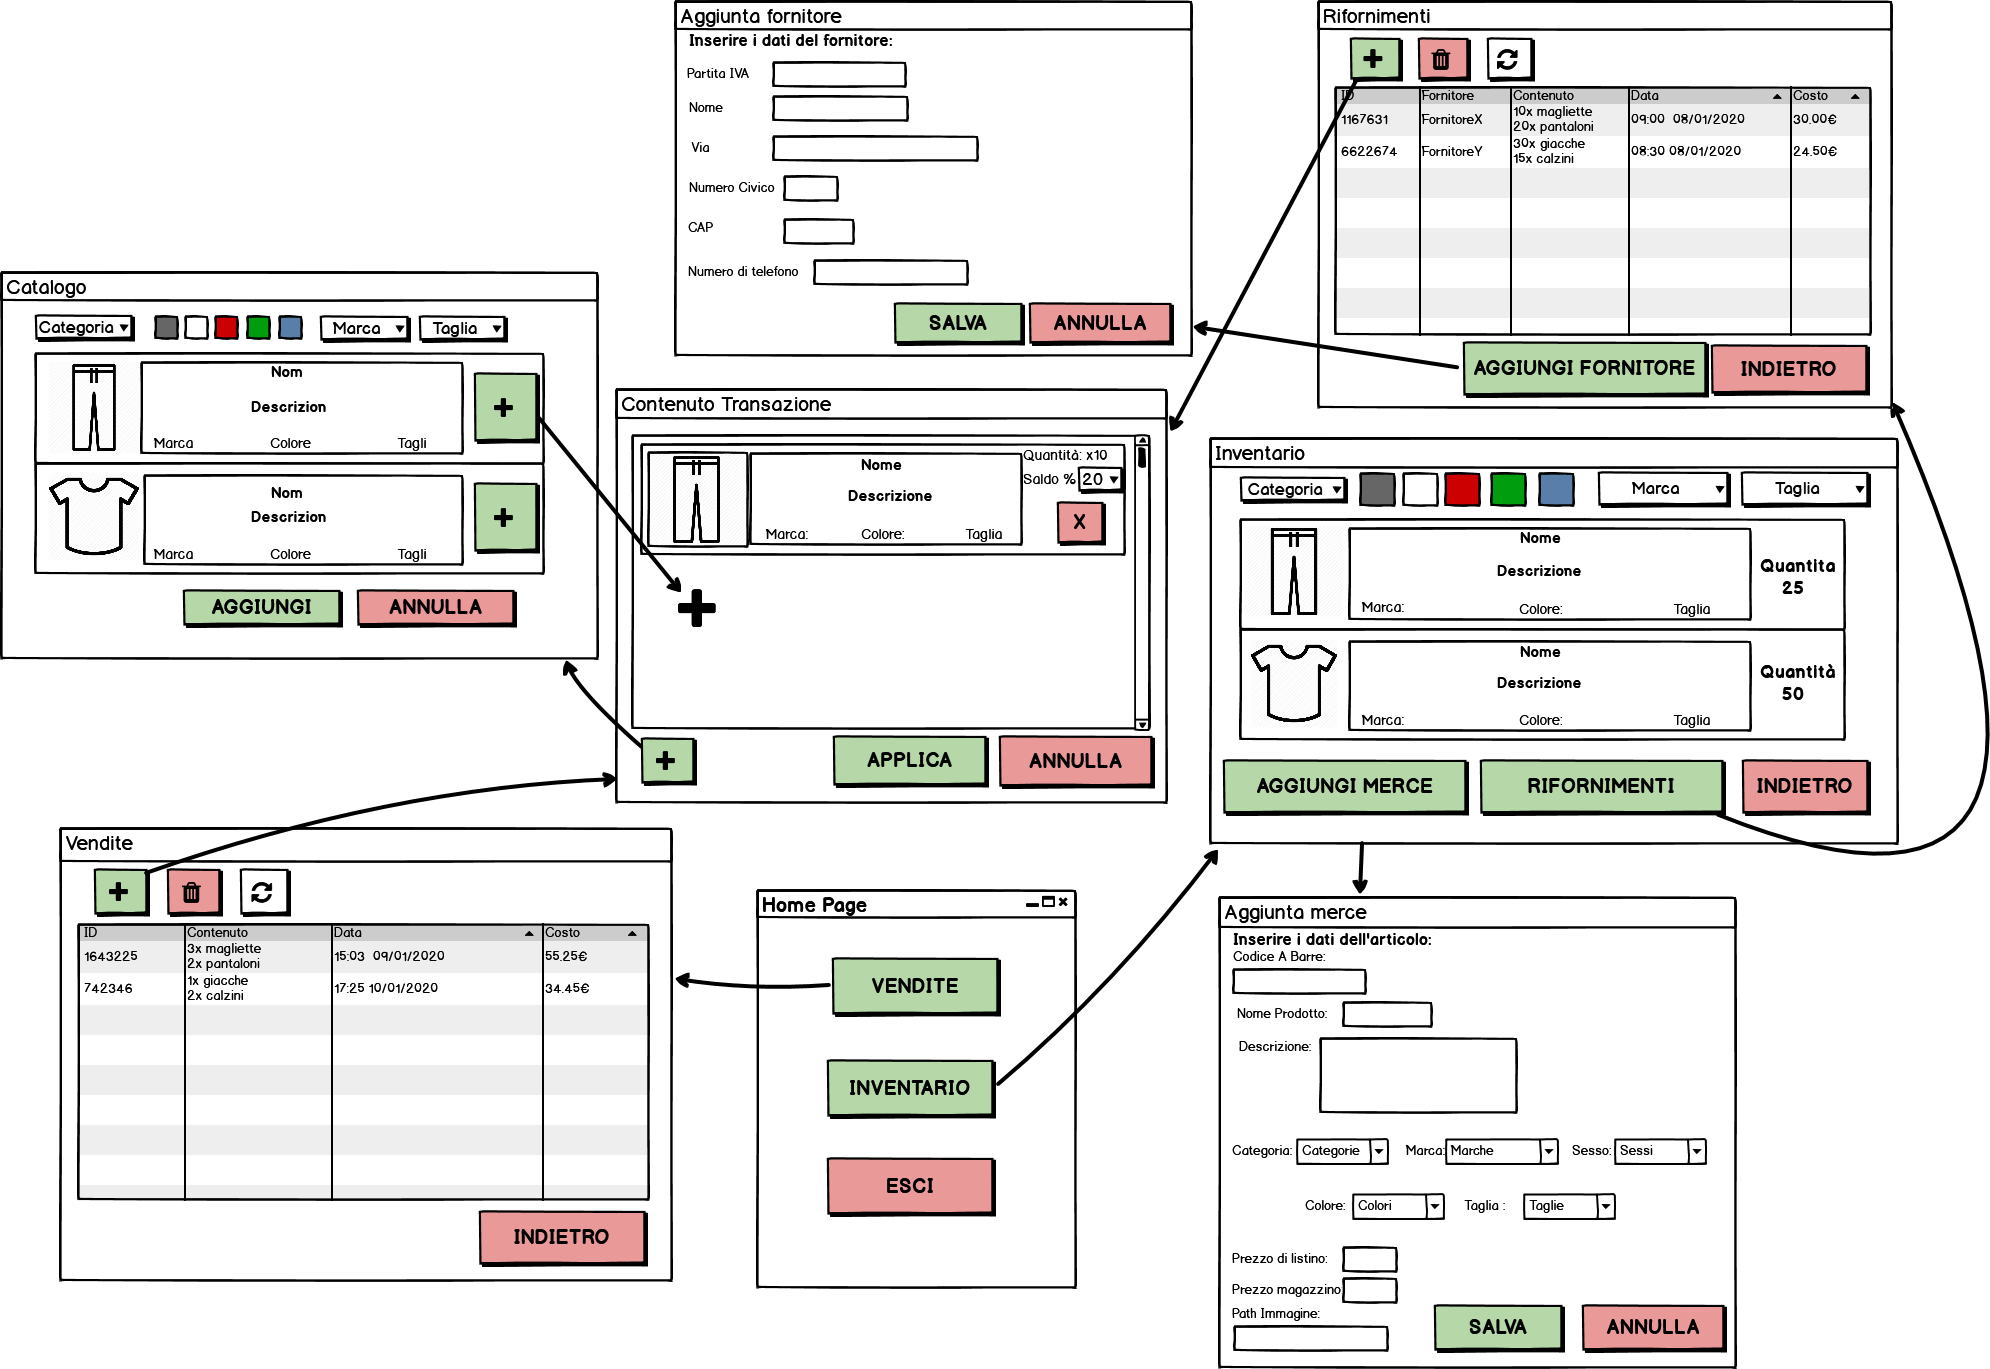 Aggiunta fornitore
Inserire i dati del fornitore:
Partita IVA
Nome
Via
Numero Civico
CAP
Numero di telefono
SALVA
ANNULLA
Rifornimenti
ID Fornitore Contenuto Data Costo
1167631 FornitoreX 10x magliette 09:00 08/01/2020 30.00€
20x pantaloni
6622674 FornitoreY 30x giacche 08:30 08/01/2020 24.50€
15x calzini
AGGIUNGI FORNITORE
INDIETRO
Catalogo
Categoria
Marca
Taglia
Nom
Descrizion
Marca Colore Tagli
+
Nom
Descrizion
Marca Colore Tagli
+
AGGIUNGI
ANNULLA
Contenuto Transazione
Nome
Descrizione
Marca: Colore: Taglia
Quantità: x10
Saldo % 20
X
+
+
APPLICA
ANNULLA
Inventario
Categoria
Marca
Taglia
Nome
Descrizione
Marca: Colore: Taglia
Quantita
25
Nome
Descrizione
Marca: Colore: Taglia
Quantità
50
AGGIUNGI MERCE
RIFORNIMENTI
INDIETRO
Vendite
ID Contenuto Data Costo
1643225 3x magliette 15:03 09/01/2020 55.25€
2x pantaloni
742346 1x giacche 17:25 10/01/2020 34.45€
2x calzini
INDIETRO
Home Page
VENDITE
INVENTARIO
ESCI
Aggiunta merce
Inserire i dati dell'articolo:
Codice A Barre:
Nome Prodotto:
Descrizione:
Categoria: Categorie Marca: Marche Sesso: Sessi
Colore: Colori Taglia : Taglie
Prezzo di listino:
Prezzo magazzino
Path Immagine:
SALVA
ANNULLA